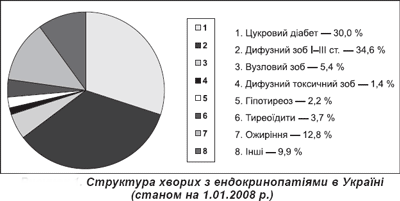 1
2
3
4
5
6
7
8
1. Цукровий діабет — 30,0 %
2. Дифузний зоб I–III ст. — 34,6 %
3. Вузловий зоб — 5,4 %
4. Дифузний токсичний зоб — 1,4 %
5. Гіпотиреоз — 2,2 %
6. Тиреоїдити — 3,7 %
7. Ожиріння — 12,8 %
8. Інші — 9,9 %
Структура хворих з ендокринопатіями в Україні
(станом на 1.01.2008 р.)